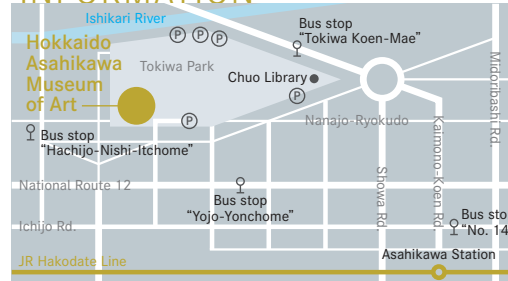 INFORMATION
Ishikari River
Bus stop
“Tokiwa Koen-Mae”
Hokkaido
Asahikawa
Museum
of Art
P P P
Tokiwa Park
Chuo Library
P
Midoribashi Rd.
P
Nanajo-Ryokudo
Kaimono-Koen Rd.
Bus stop
“Hachijo-Nishi-Itchome”
Showa Rd.
National Route 12
Bus stop
“Yojo-Yonchome”
Ichijo Rd.
Bus sto
“No. 14
Asahikawa Station
JR Hakodate Line